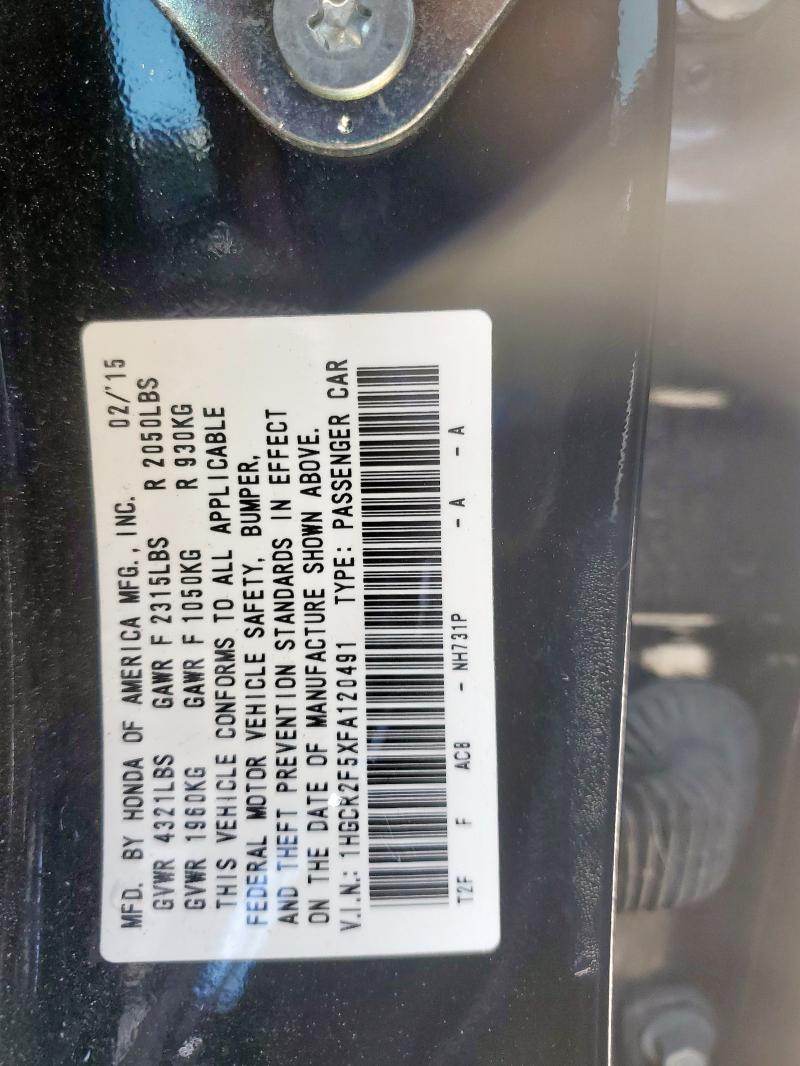 MFD. BY HONDA OF AMERICA MFG., INC. 02/'15
GVWR 4321LBS GAWR F 2315LBS R 2050LBS
GVWR 1960KG GAWR F 1050KG R 930KG
THIS VEHICLE CONFORMS TO ALL APPLICABLE
FEDERAL MOTOR VEHICLE SAFETY, BUMPER,
AND THEFT PREVENTION STANDARDS IN EFFECT
ON THE DATE OF MANUFACTURE SHOWN ABOVE.
V.I.N.: 1HGCR2F5XFA120491 TYPE: PASSENGER CAR
T2F F AC8 - NH731P - A - A